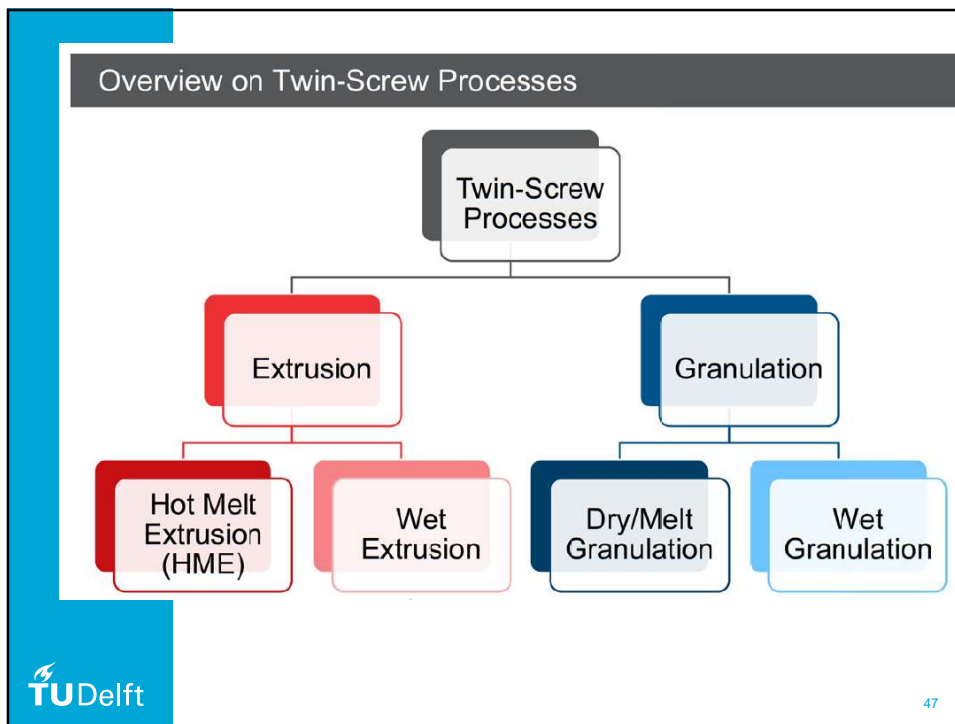 Overview on Twin-Screw Processes
Twin-Screw
Processes
Extrusion
Granulation
Hot Melt
Extrusion
(HME)
Wet
Extrusion
Dry/Melt
Granulation
Wet
Granulation
TUDelft
47